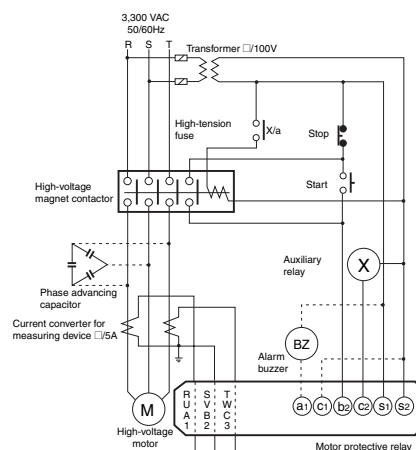 3,300 VAC
50/60Hz
R S T
Transformer □/100V
High-tension
fuse
X/a
Stop
Start
High-voltage
magnet contactor
Auxiliary
relay
X
Phase advancing
capacitor
Current converter for
measuring device □/5A
BZ
Alarm
buzzer
M
High-voltage
motor
R S T
U V W
A B C
1 2 3
a1 c1 b2 c2 s1 s2
Motor protective relay